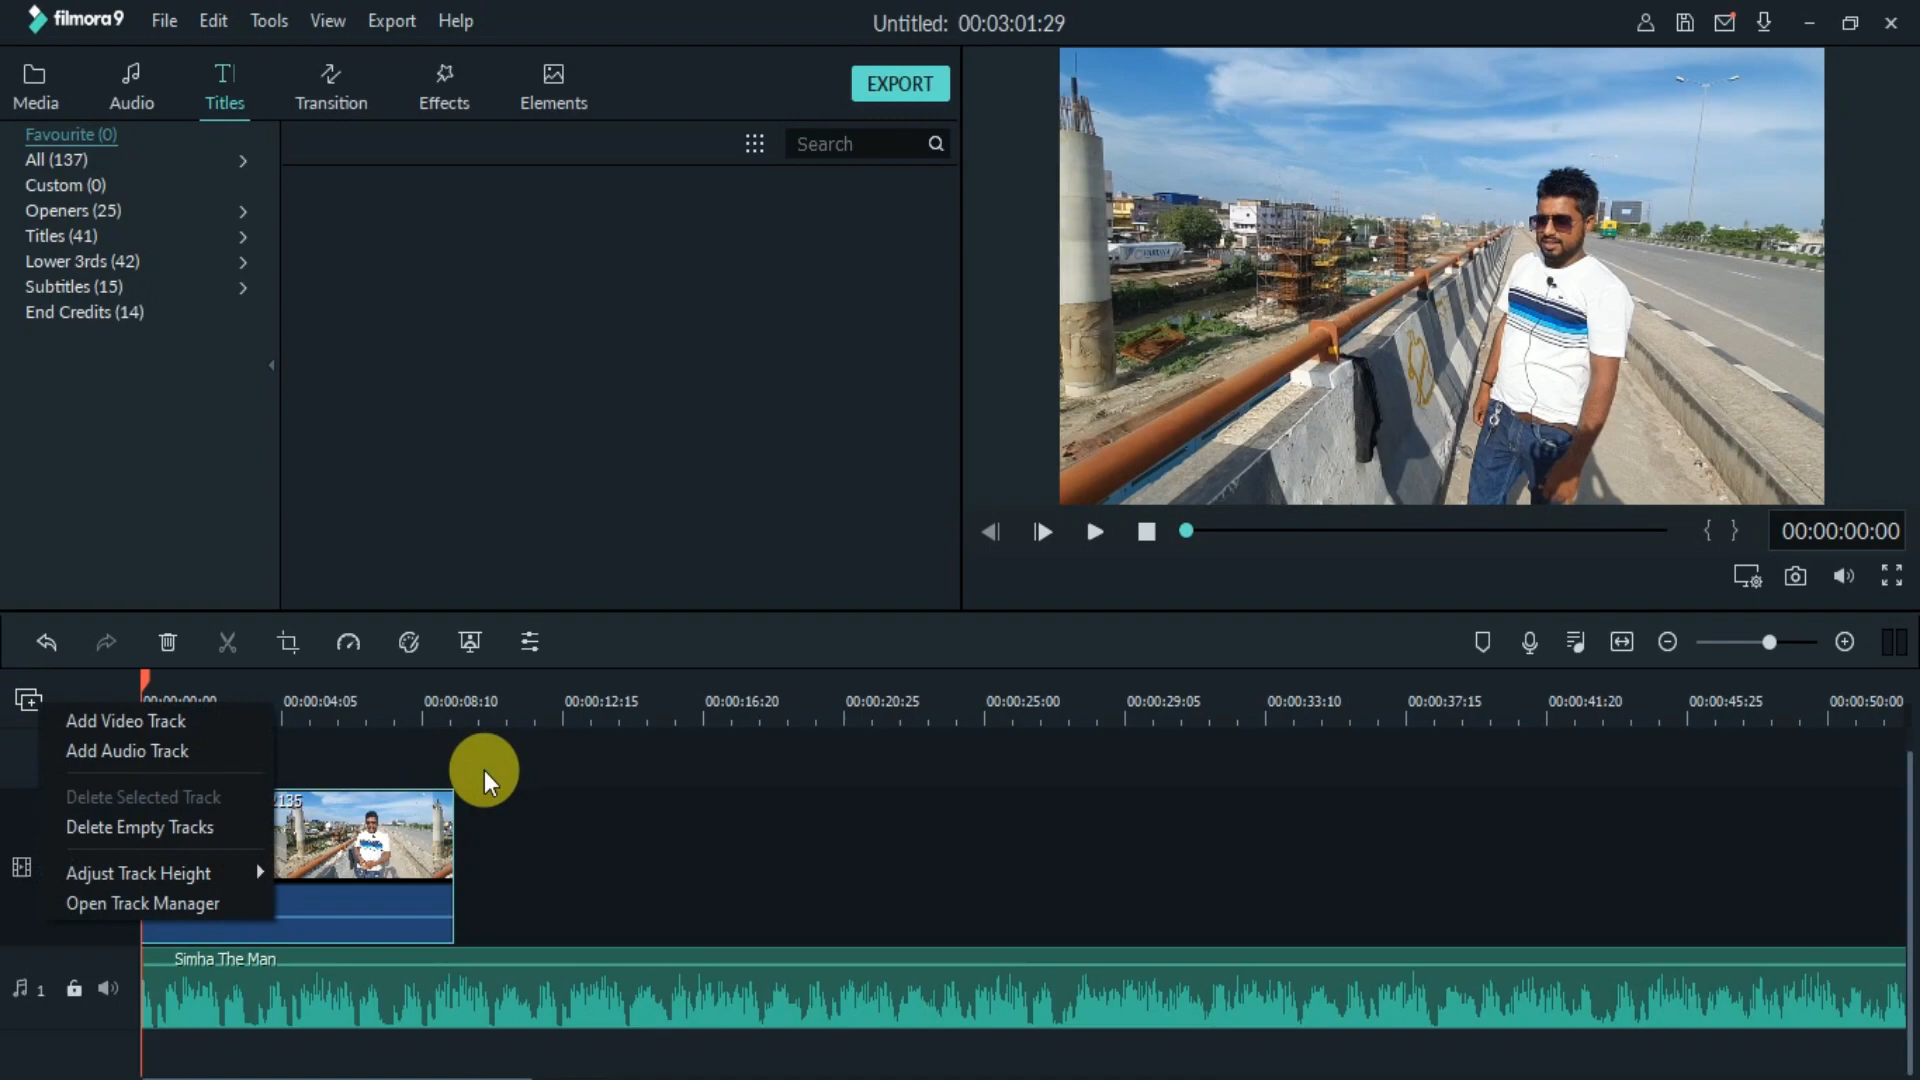 filmora9 File Edit Tools View Export Help Untitled: 00:03:01:29
Media Audio Titles Transition Effects Elements EXPORT
Favourite (0)
All (137)
Custom (0)
Openers (25)
Titles (41)
Lower 3rds (42)
Subtitles (15)
End Credits (14)
Search
{ } 00:00:00:00
00:00:00:00 00:00:04:05 00:00:08:10 00:00:12:15 00:00:16:20 00:00:20:25 00:00:25:00 00:00:29:05 00:00:33:10 00:00:37:15 00:00:41:20 00:00:45:25 00:00:50:00
Add Video Track
Add Audio Track
Delete Selected Track
Delete Empty Tracks
Adjust Track Height
Open Track Manager
135
Simha The Man
1